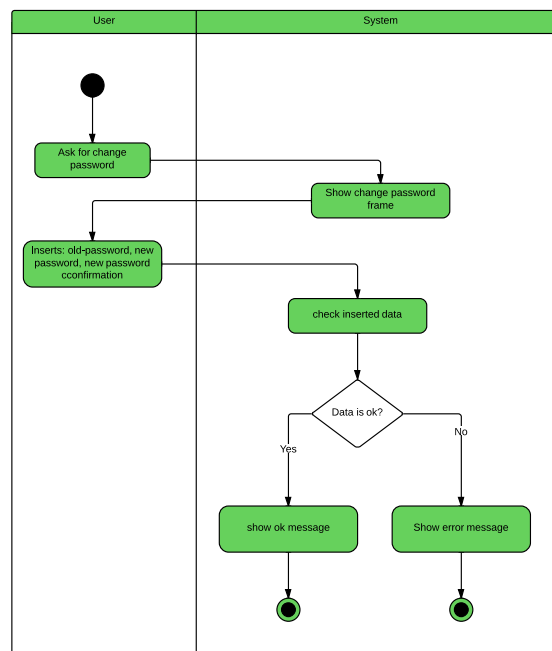 User
System
Ask for change
password
Show change password
frame
Inserts: old-password, new
password, new password
cconfirmation
check inserted data
Data is ok?
Yes
No
show ok message
Show error message